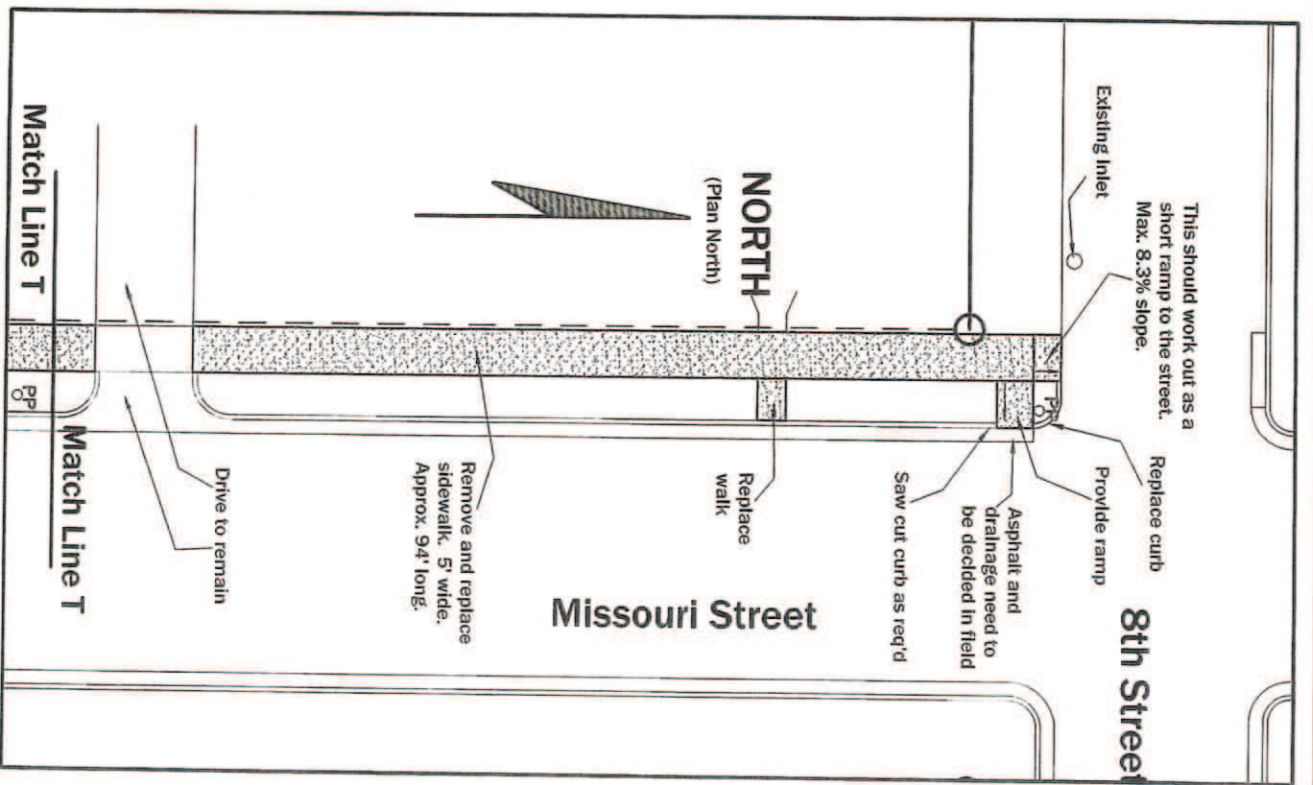 This should work out as a
short ramp to the street.
Max. 8.3% slope.
Existing Inlet
Replace curb
Provide ramp
PP
Asphalt and
drainage need to
be decided in field
Saw cut curb as req'd
8th Street
NORTH
(Plan North)
Replace
walk
Missouri Street
Remove and replace
sidewalk. 5' wide.
Approx. 94' long.
Drive to remain
Match Line T
Match Line T
PP